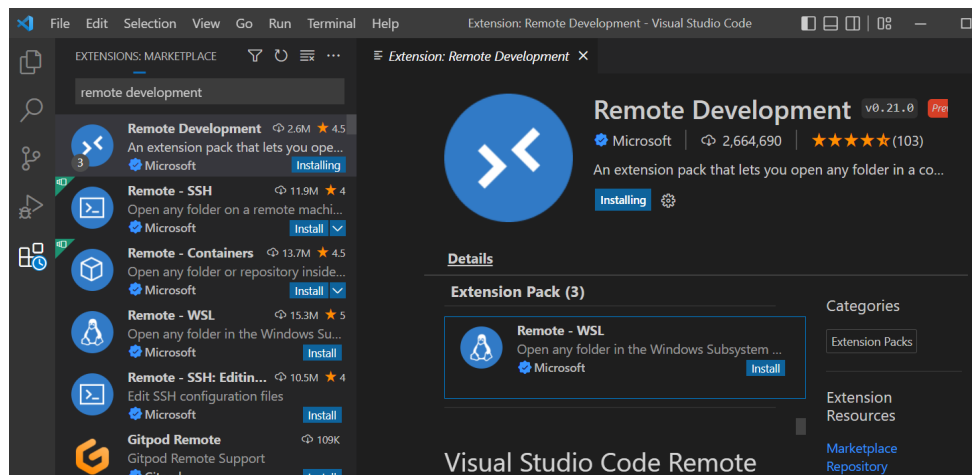 File Edit Selection View Go Run Terminal Help Extension: Remote Development - Visual Studio Code
EXTENSIONS: MARKETPLACE
remote development
Remote Development 2.6M 4.5
An extension pack that lets you ope...
3
Microsoft Installing
Remote - SSH 11.9M 4
Open any folder on a remote machi...
Microsoft Install
Remote - Containers 13.7M 4.5
Open any folder or repository inside...
Microsoft Install
Remote - WSL 15.3M 5
Open any folder in the Windows Su...
Microsoft Install
Remote - SSH: Editin... 10.5M 4
Edit SSH configuration files
Microsoft Install
Gitpod Remote 109K
Gitpod Remote Support
Extension: Remote Development
Remote Development v0.21.0 Pre
Microsoft 2,664,690 (103)
An extension pack that lets you open any folder in a co...
Installing
Details
Extension Pack (3)
Remote - WSL
Open any folder in the Windows Subsystem ...
Microsoft Install
Visual Studio Code Remote
Categories
Extension Packs
Extension
Resources
Marketplace
Repository